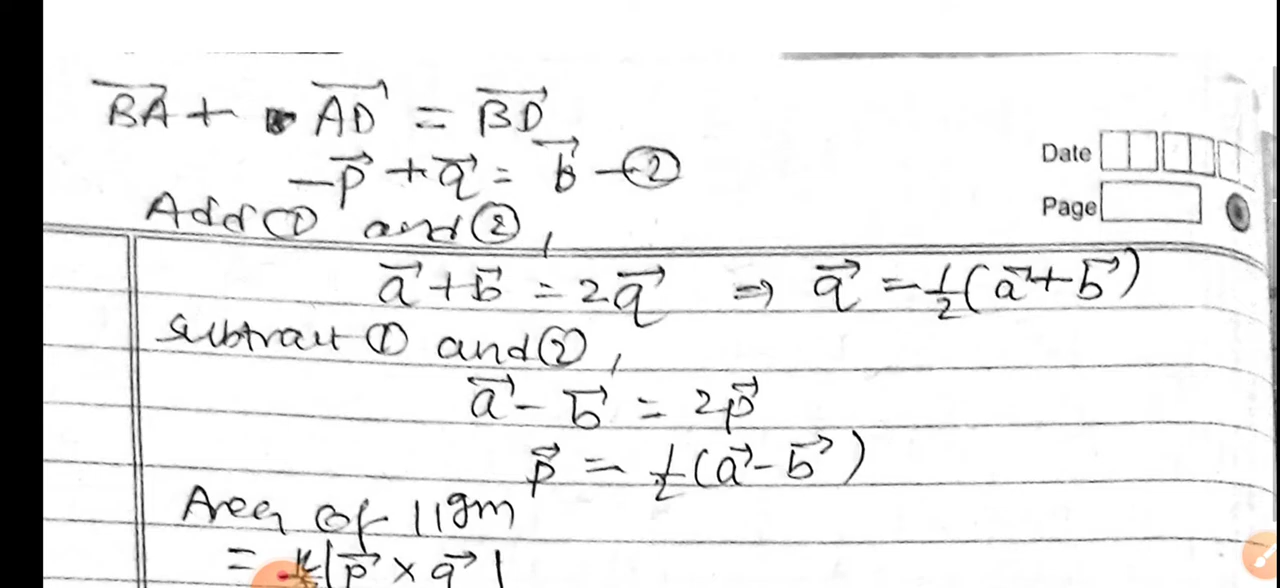 BA⃗ + AD⃗ = BD⃗
-p⃗ + q⃗ = b⃗ -②
Date
Page
Add ① and ②,
a⃗ + b⃗ = 2q⃗ ⇒ q⃗ = 1/2(a⃗ + b⃗)
subtract ① and ②,
a⃗ - b⃗ = 2p⃗
p⃗ = 1/2(a⃗ - b⃗)
Area of llgm
= |p⃗ × q⃗|